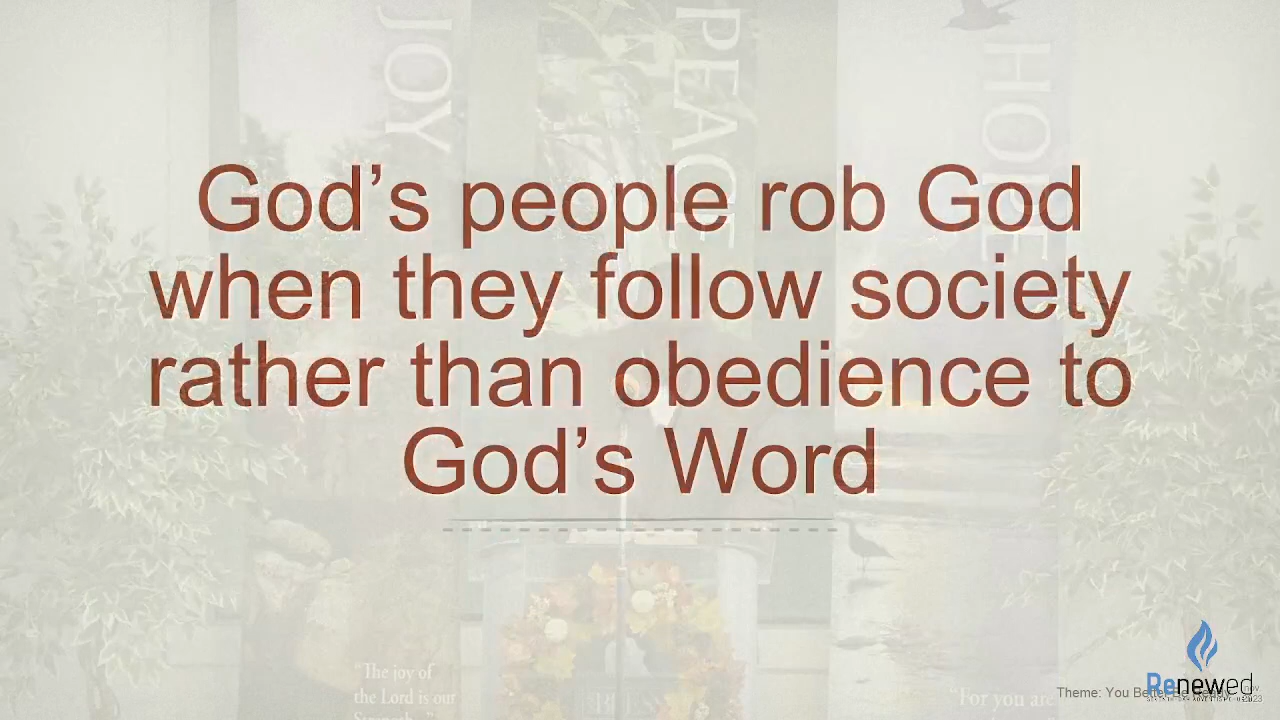 JOY
PEACE
HOPE
God’s people rob God
when they follow society
rather than obedience to
God’s Word
“The joy of
the Lord is our
Strength.”
“For you are
Theme: You Better
Renewed